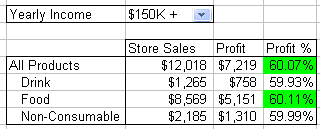 Yearly Income $150K +
Store Sales Profit Profit %
All Products $12,018 $7,219 60.07%
Drink $1,265 $758 59.93%
Food $8,569 $5,151 60.11%
Non-Consumable $2,185 $1,310 59.99%